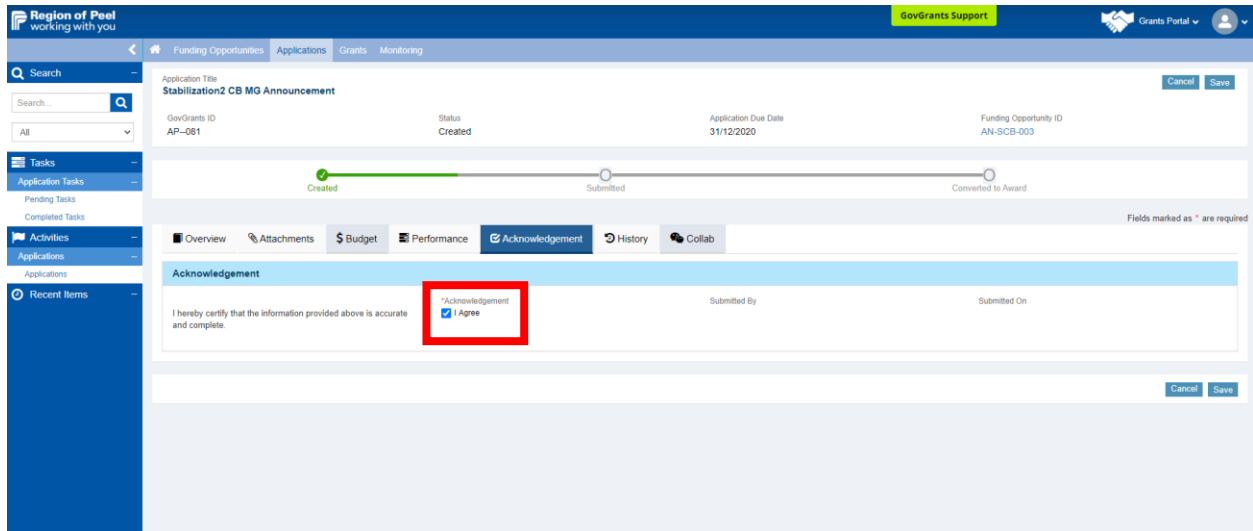 Region of Peel
working with you
GovGrants Support
Grants Portal
Funding Opportunities Applications Grants Monitoring
Search
Search...
All
Tasks
Application Tasks
Pending Tasks
Completed Tasks
Activities
Applications
Applications
Recent Items
Application Title
Stabilization2 CB MG Announcement
Cancel Save
GovGrants ID Status Application Due Date Funding Opportunity ID
AP--081 Created 31/12/2020 AN-SCB-003
Created Submitted Converted to Award
Fields marked as * are required
Overview Attachments $ Budget Performance Acknowledgement History Collab
Acknowledgement
*Acknowledgement Submitted By Submitted On
I hereby certify that the information provided above is accurate I Agree
and complete.
Cancel Save